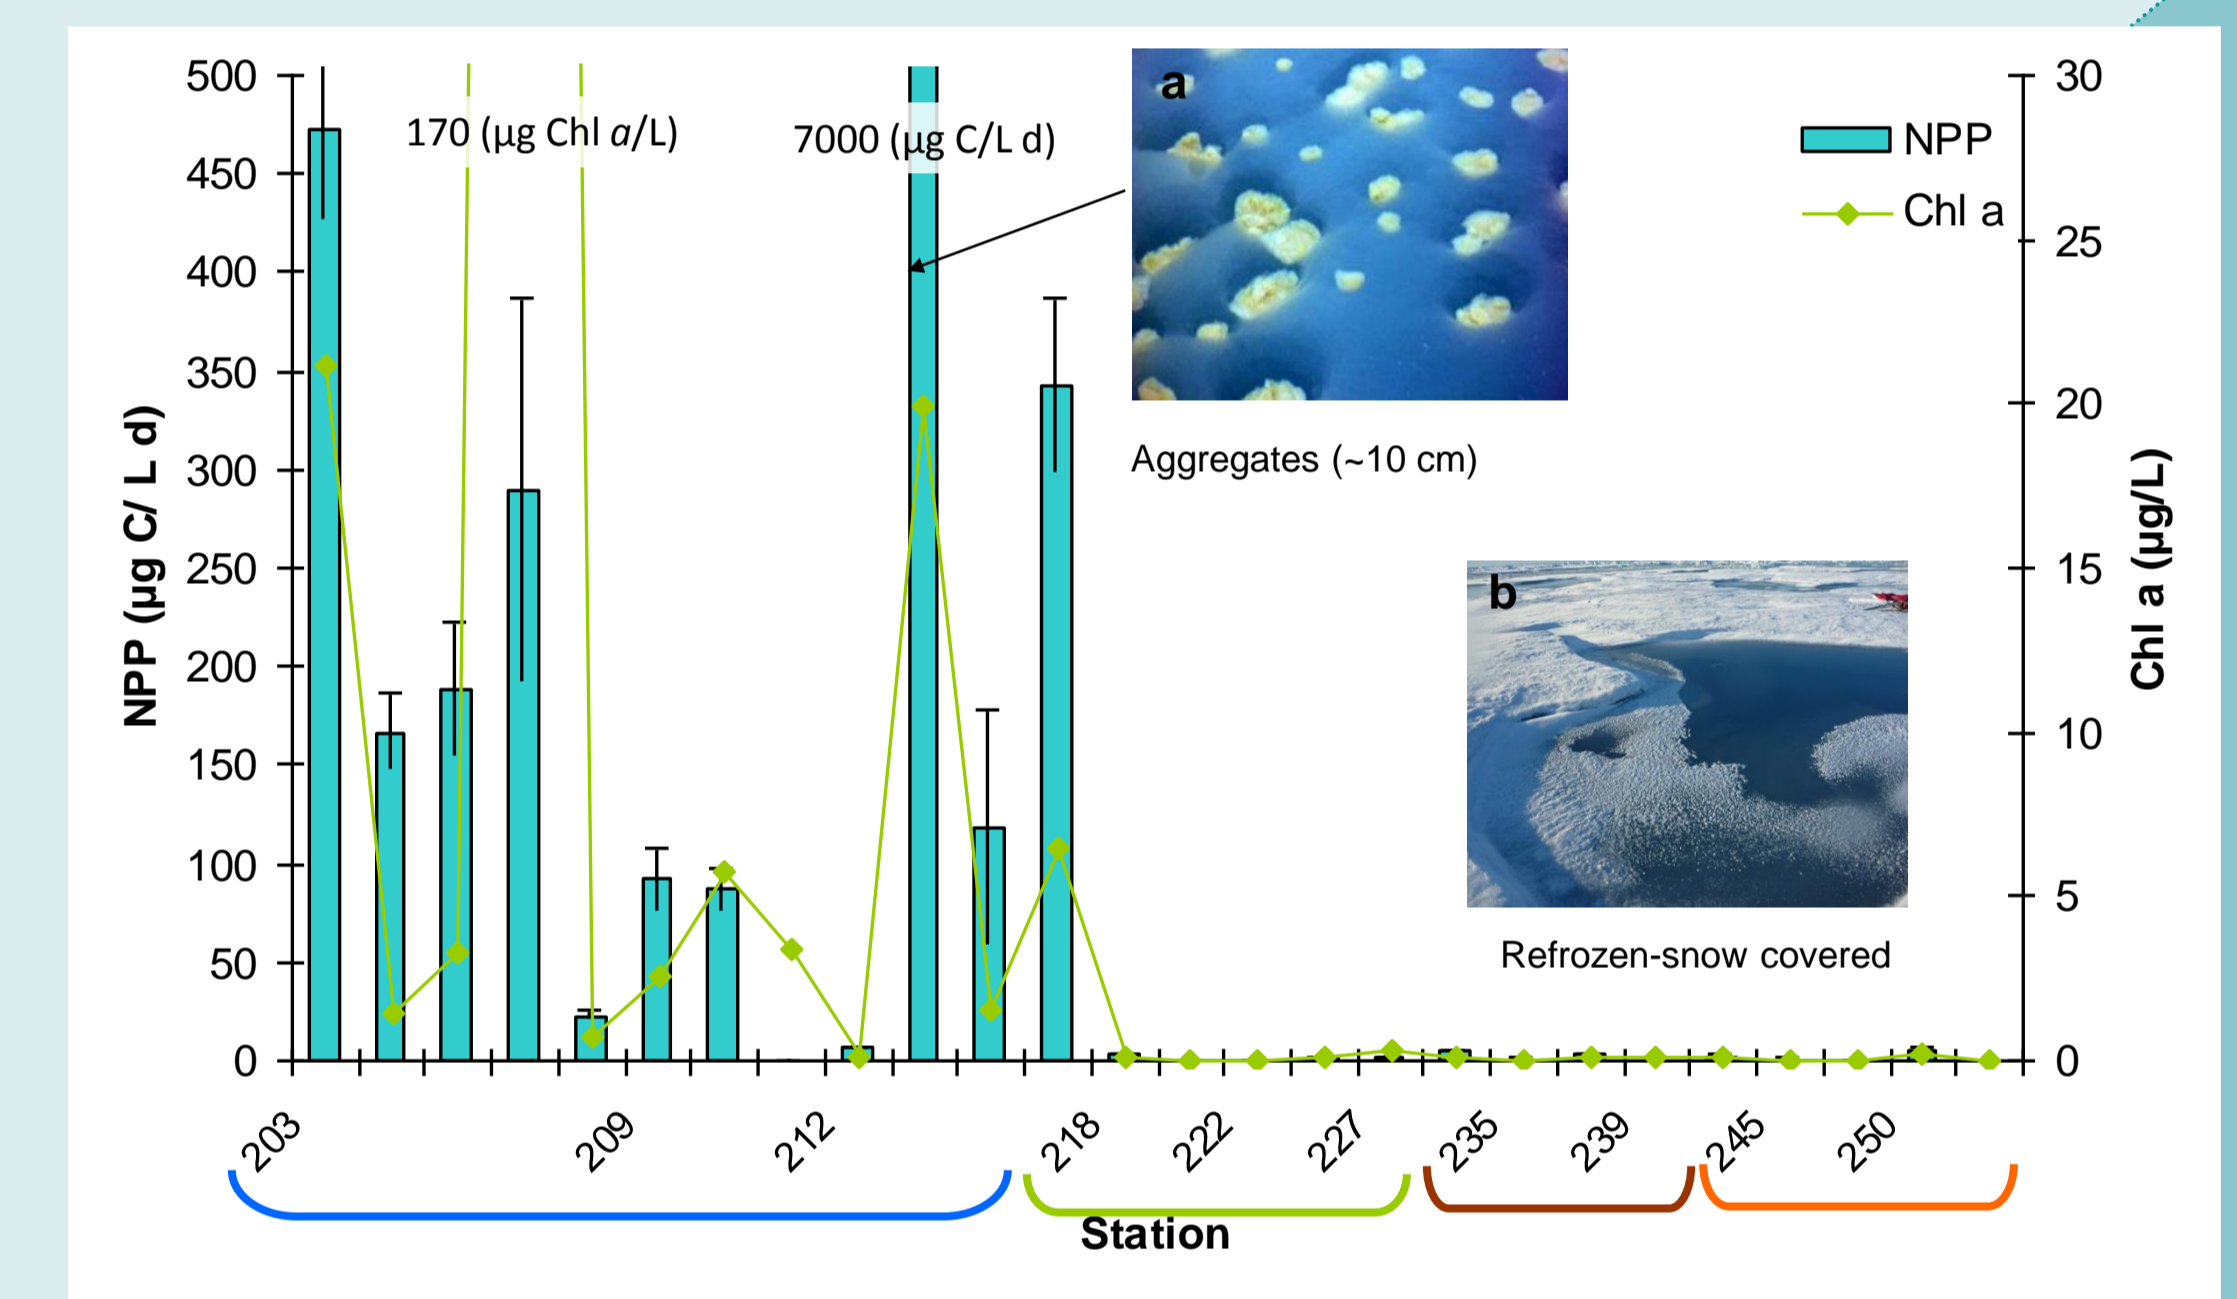 500
450
400
350
300
250
200
150
100
50
0
NPP (µg C/ L d)
170 (µg Chl a/L)
7000 (µg C/L d)
a
Aggregates (~10 cm)
b
Refrozen-snow covered
NPP
Chl a
30
25
20
15
10
5
0
Chl a (µg/L)
203
209
212
218
222
227
235
239
245
250
Station